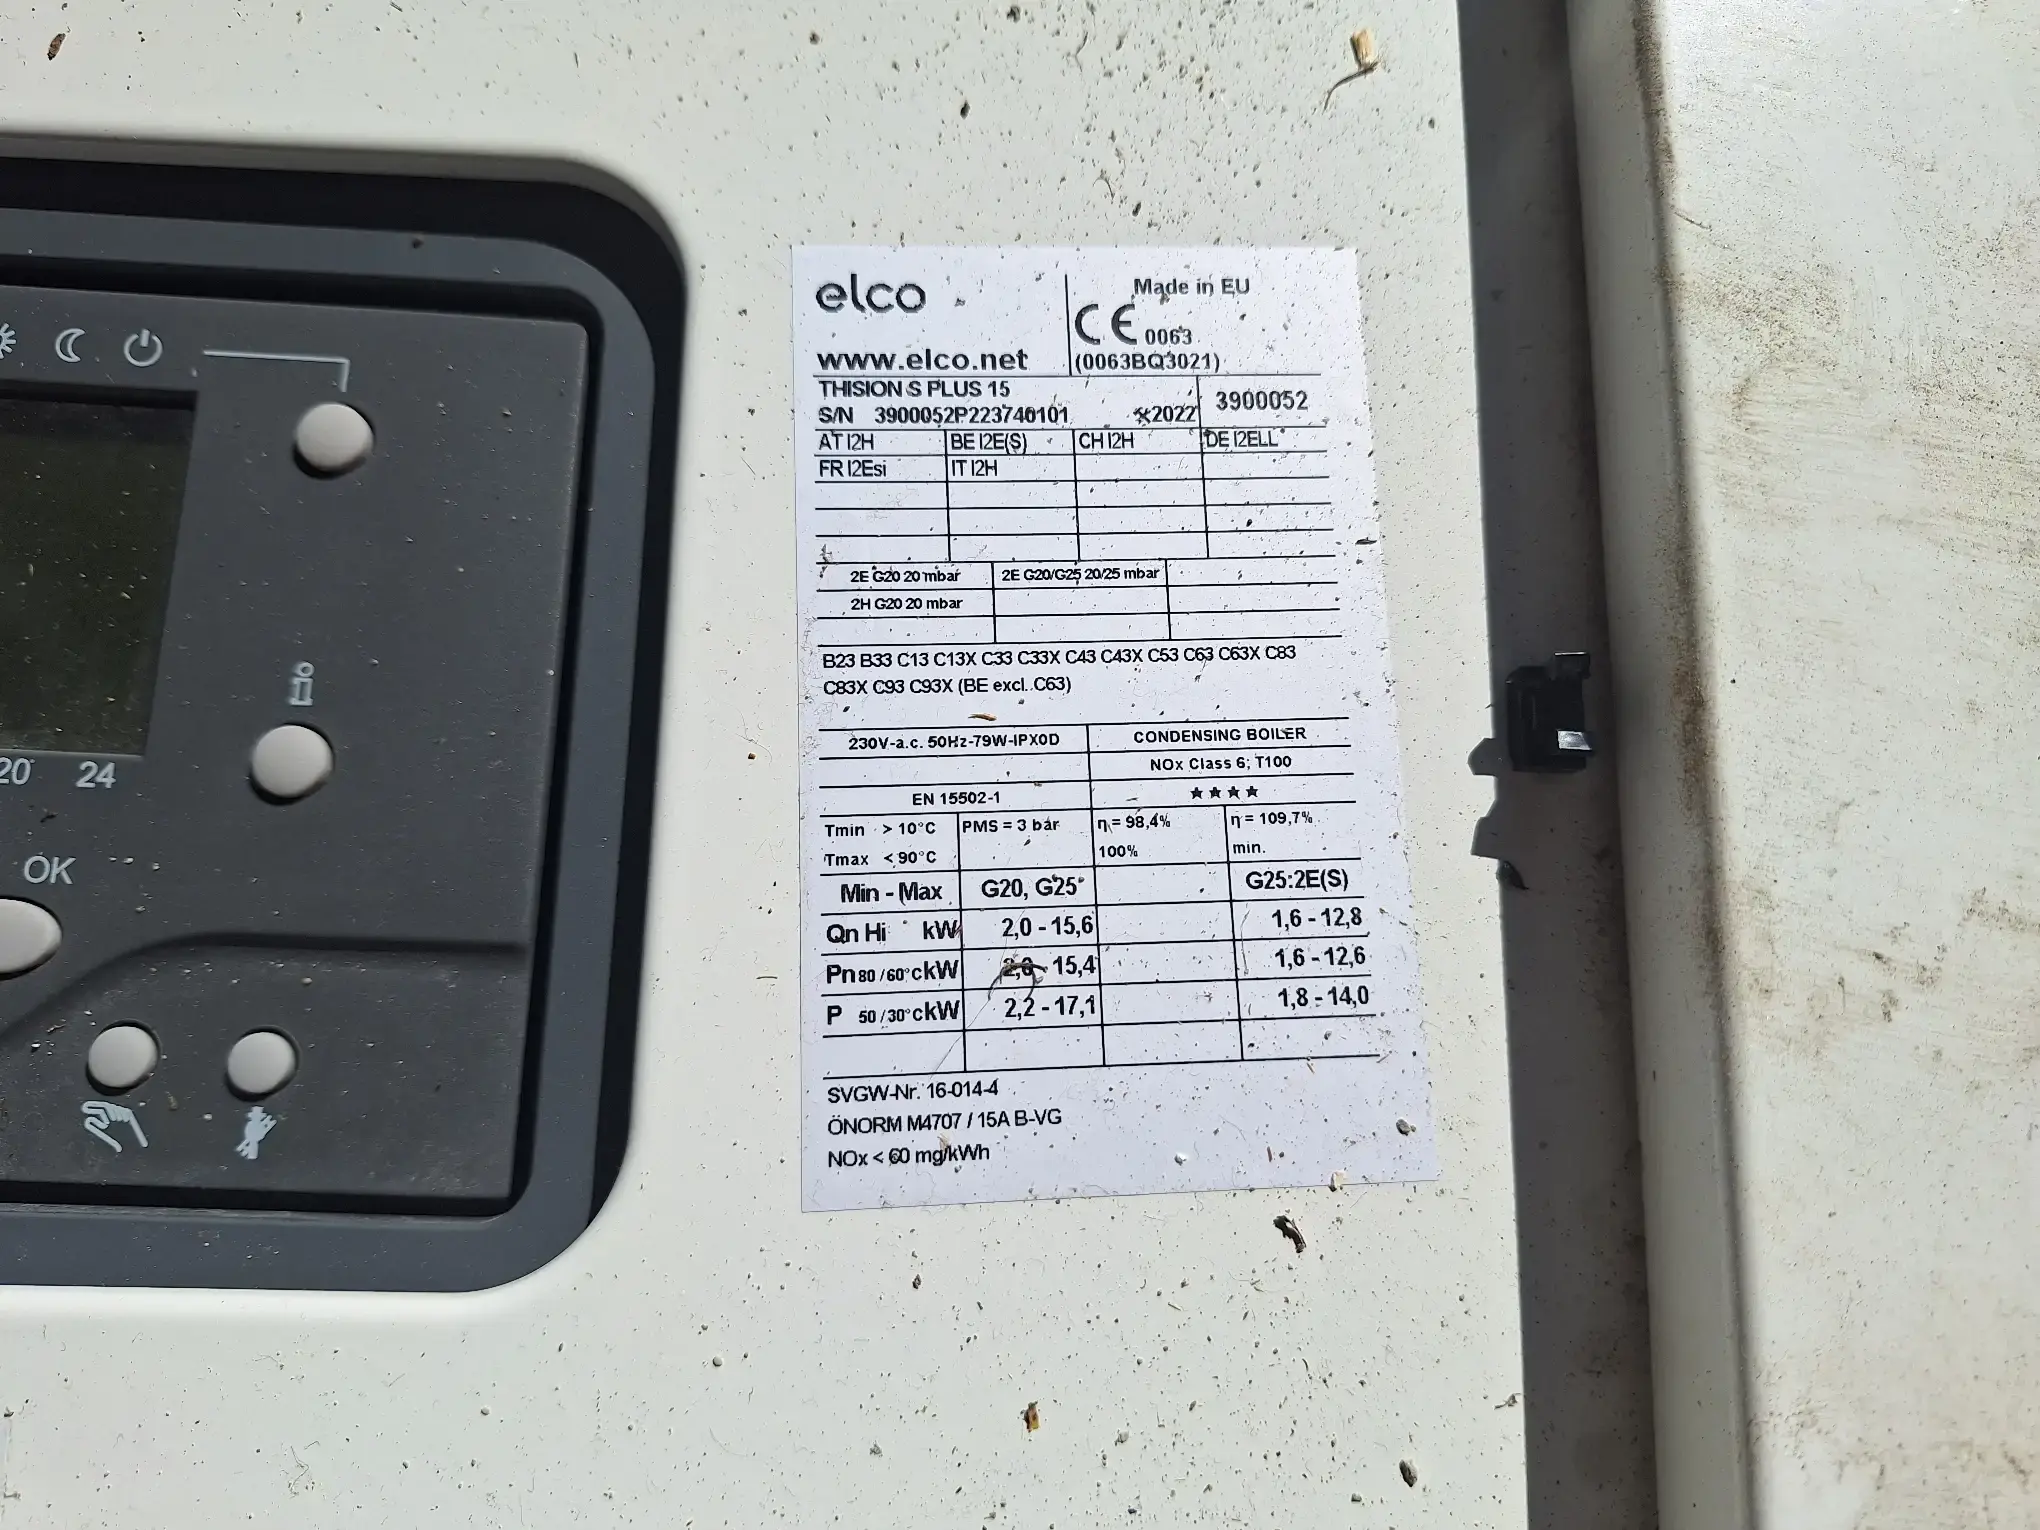 elco
Made in EU
CE 0063
www.elco.net
(0063BQ3021)
THISION S PLUS 15
3900052
S/N 3900052P223740101 2022
AT I2H BE I2E(S) CH I2H DE I2ELL
FR I2Esi IT I2H
2E G20 20 mbar 2E G20/G25 20/25 mbar
2H G20 20 mbar
B23 B33 C13 C13X C33 C33X C43 C43X C53 C63 C63X C83
C83X C93 C93X (BE excl. C63)
230V-a.c. 50Hz-79W-IPX0D CONDENSING BOILER
NOx Class 6; T100
EN 15502-1 ★★★★
Tmin > 10°C PMS = 3 bar η = 98,4% η = 109,7%
Tmax < 90°C 100% min.
Min - Max G20, G25 G25:2E(S)
Qn Hi kW 2,0 - 15,6 1,6 - 12,8
Pn 80/60°C kW - 15,4 1,6 - 12,6
P 50/30°C kW 2,2 - 17,1 1,8 - 14,0
SVGW-Nr. 16-014-4
ÖNORM M4707 / 15A B-VG
NOx < 60 mg/kWh
20 24
OK